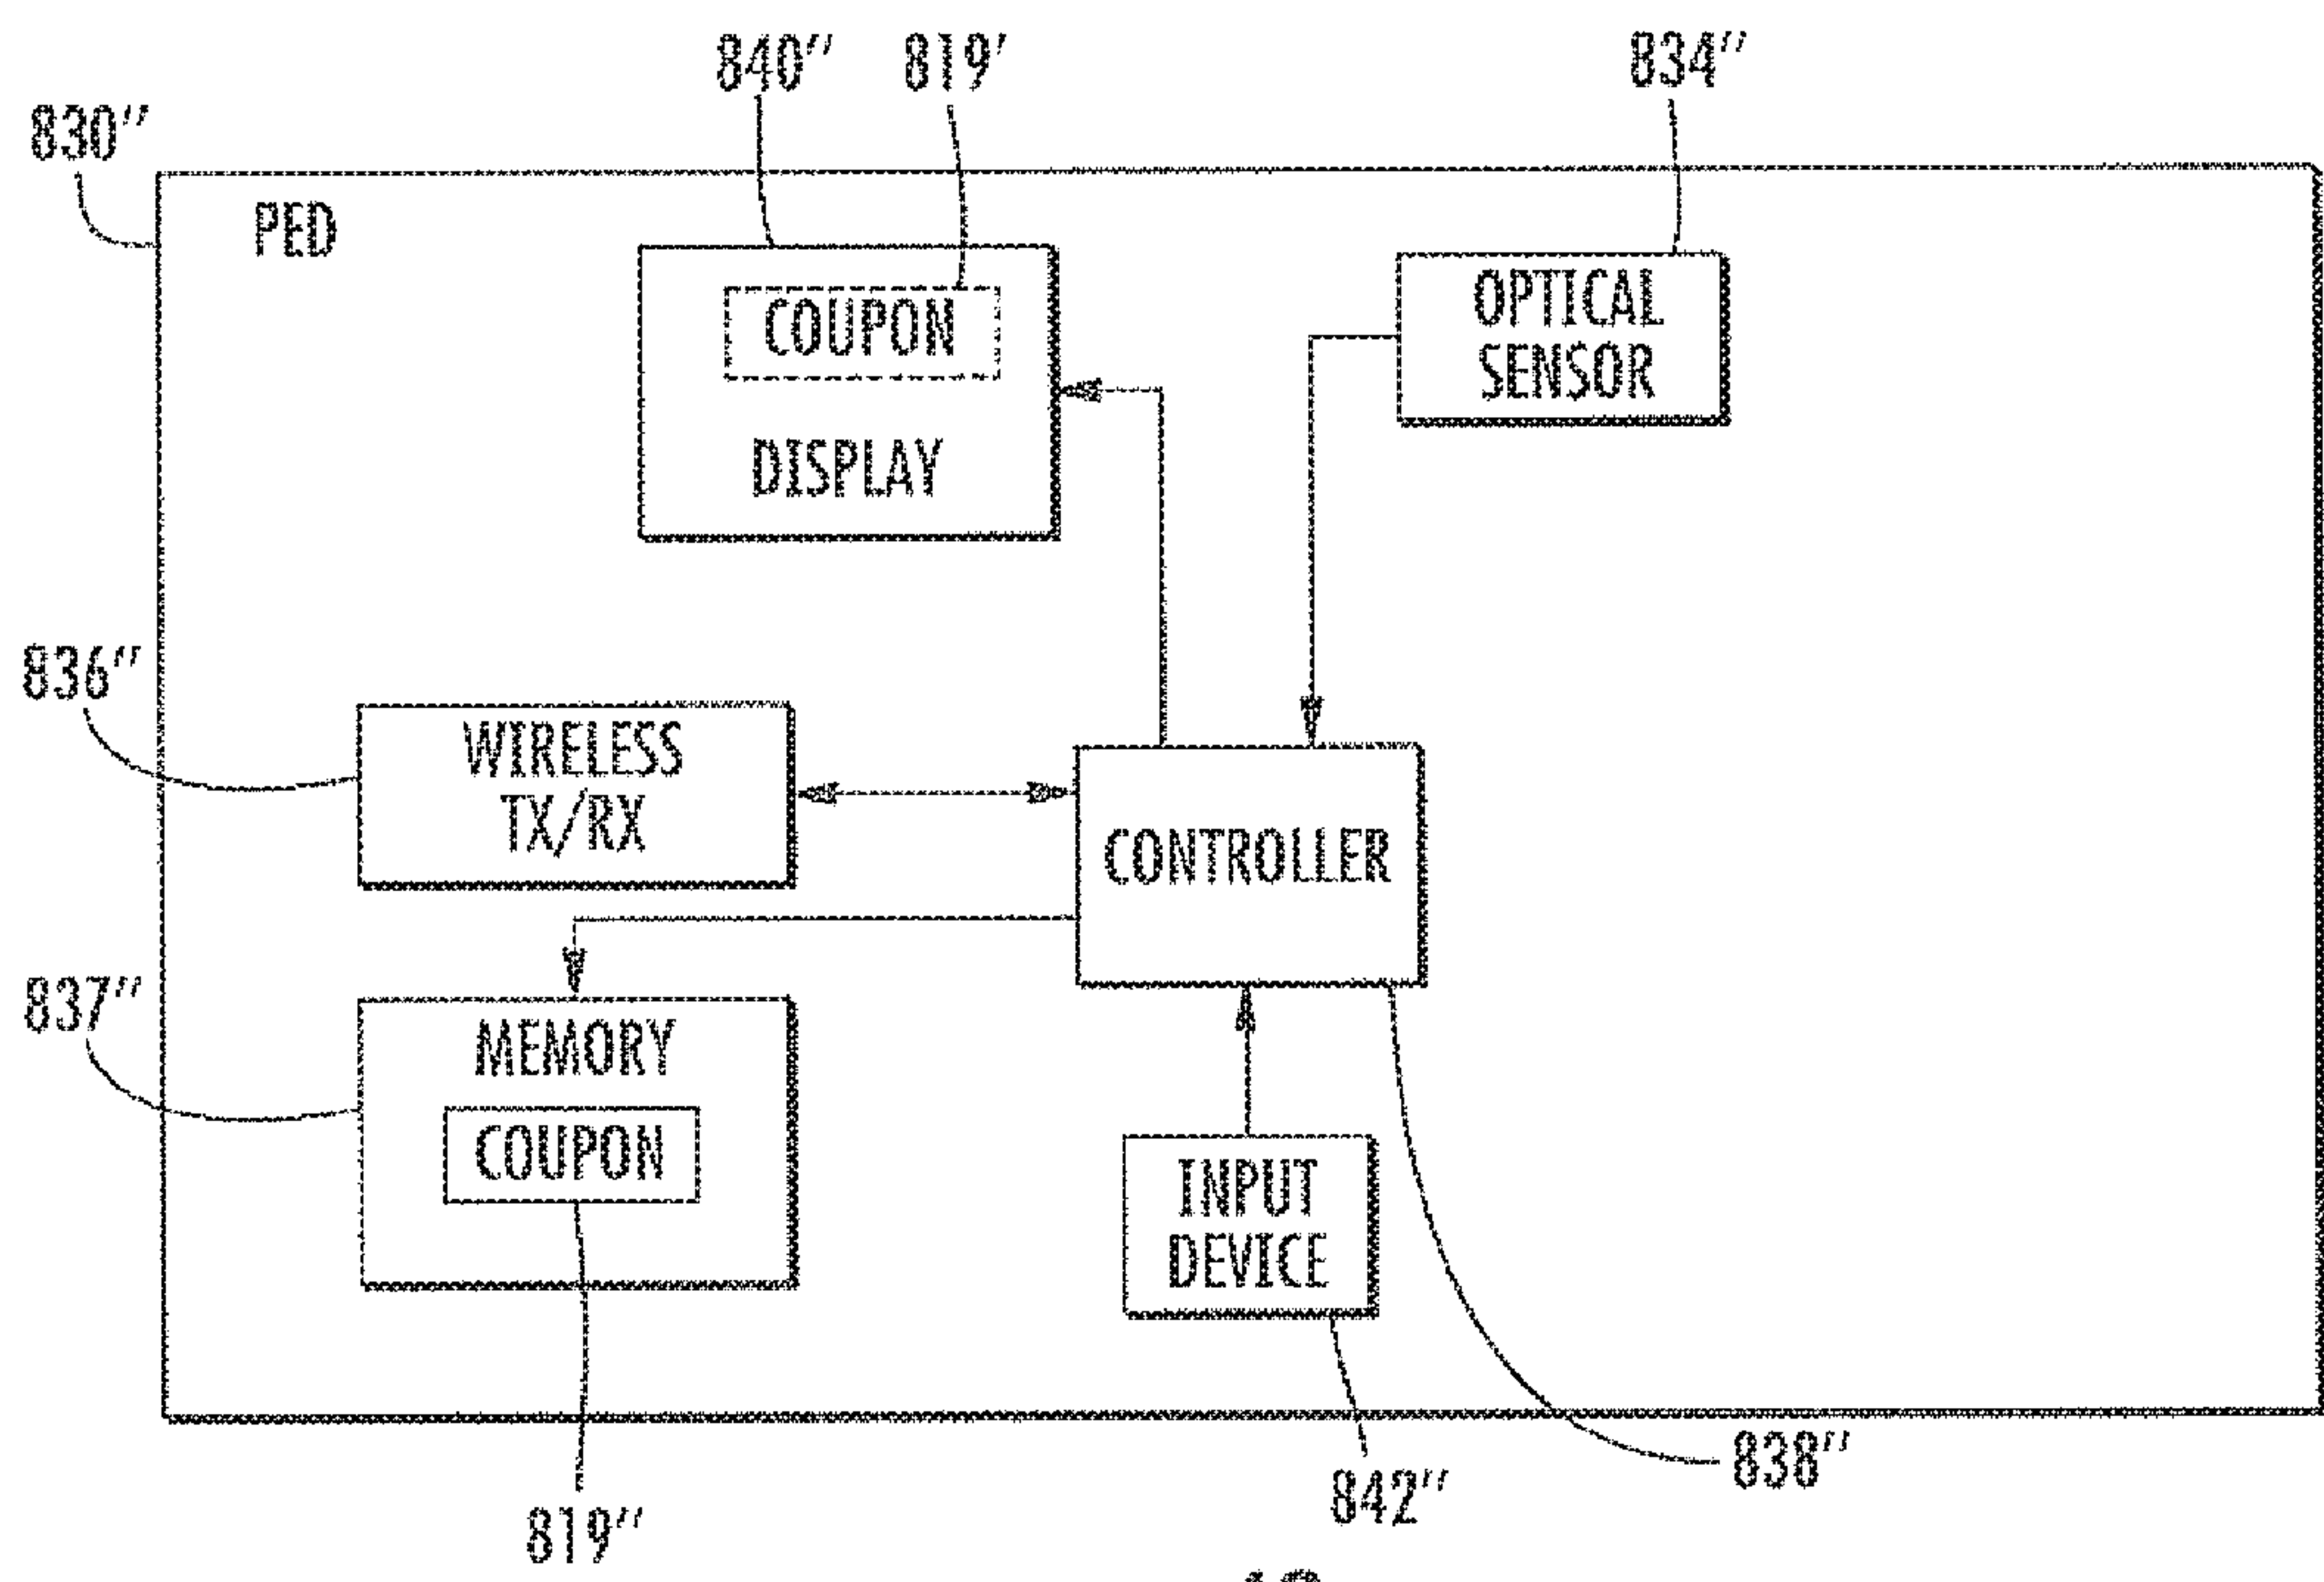 840″ 819′ 834″
830″
PED
COUPON
DISPLAY
OPTICAL
SENSOR
836″
WIRELESS
TX/RX
CONTROLLER
837″
MEMORY
COUPON
INPUT
DEVICE
838″
842″
819″